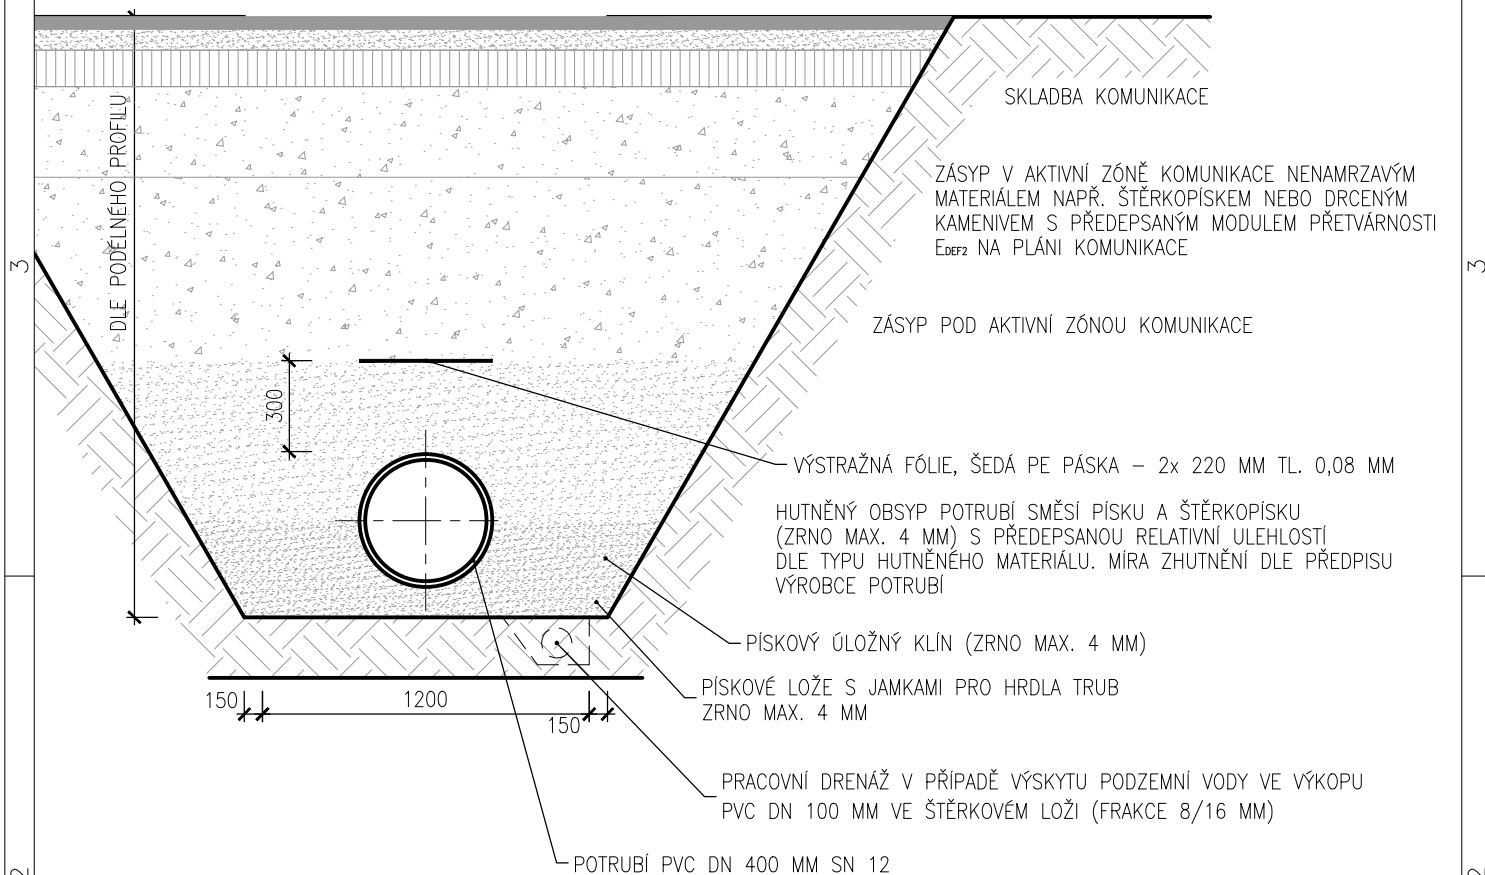 SKLADBA KOMUNIKACE
ZÁSYP V AKTIVNÍ ZÓNĚ KOMUNIKACE NENAMRZAVÝM
MATERIÁLEM NAPŘ. ŠTĚRKOPÍSKEM NEBO DRCENÝM
KAMENIVEM S PŘEDEPSANÝM MODULEM PŘETVÁRNOSTI
EDEF2 NA PLÁNI KOMUNIKACE
DLE PODÉLNÉHO PROFILU
3
3
ZÁSYP POD AKTIVNÍ ZÓNOU KOMUNIKACE
300
VÝSTRAŽNÁ FÓLIE, ŠEDÁ PE PÁSKA – 2x 220 MM TL. 0,08 MM
HUTNĚNÝ OBSYP POTRUBÍ SMĚSÍ PÍSKU A ŠTĚRKOPÍSKU
(ZRNO MAX. 4 MM) S PŘEDEPSANOU RELATIVNÍ ULEHLOSTÍ
DLE TYPU HUTNĚNÉHO MATERIÁLU. MÍRA ZHUTNĚNÍ DLE PŘEDPISU
VÝROBCE POTRUBÍ
PÍSKOVÝ ÚLOŽNÝ KLÍN (ZRNO MAX. 4 MM)
PÍSKOVÉ LOŽE S JAMKAMI PRO HRDLA TRUB
ZRNO MAX. 4 MM
150
1200
150
PRACOVNÍ DRENÁŽ V PŘÍPADĚ VÝSKYTU PODZEMNÍ VODY VE VÝKOPU
PVC DN 100 MM VE ŠTĚRKOVÉM LOŽI (FRAKCE 8/16 MM)
POTRUBÍ PVC DN 400 MM SN 12